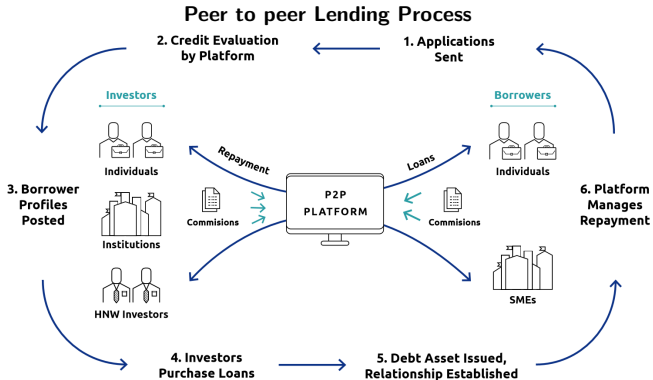 Peer to peer Lending Process
2. Credit Evaluation
by Platform
1. Applications
Sent
Investors
Borrowers
Individuals
Repayment
Loans
Individuals
3. Borrower
Profiles
Posted
P2P
PLATFORM
6. Platform
Manages
Repayment
Commisions
Commisions
Institutions
SMEs
HNW Investors
4. Investors
Purchase Loans
5. Debt Asset Issued,
Relationship Established